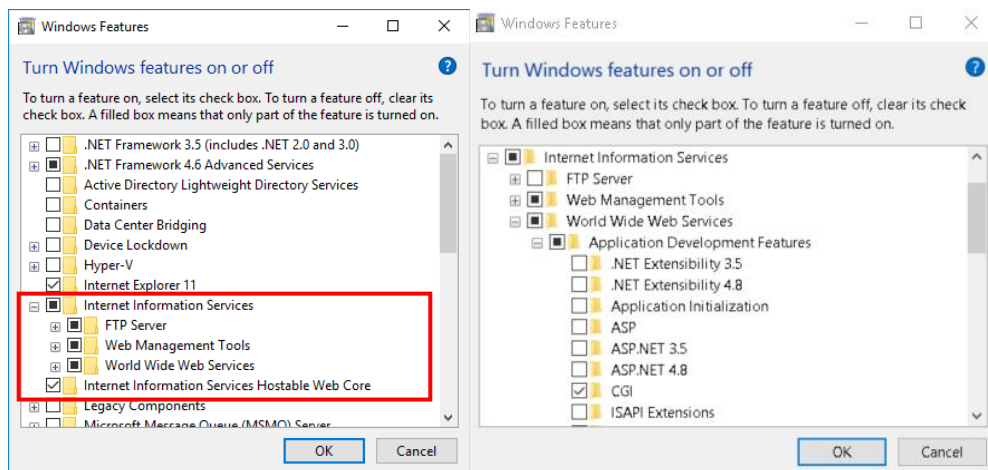 Windows Features
Turn Windows features on or off
To turn a feature on, select its check box. To turn a feature off, clear its
check box. A filled box means that only part of the feature is turned on.
.NET Framework 3.5 (includes .NET 2.0 and 3.0)
.NET Framework 4.6 Advanced Services
Active Directory Lightweight Directory Services
Containers
Data Center Bridging
Device Lockdown
Hyper-V
Internet Explorer 11
Internet Information Services
FTP Server
Web Management Tools
World Wide Web Services
Internet Information Services Hostable Web Core
Legacy Components
Microsoft Message Queue (MSMQ) Server
OK
Cancel
Windows Features
Turn Windows features on or off
To turn a feature on, select its check box. To turn a feature off, clear its check
box. A filled box means that only part of the feature is turned on.
Internet Information Services
FTP Server
Web Management Tools
World Wide Web Services
Application Development Features
.NET Extensibility 3.5
.NET Extensibility 4.8
Application Initialization
ASP
ASP.NET 3.5
ASP.NET 4.8
CGI
ISAPI Extensions
OK
Cancel